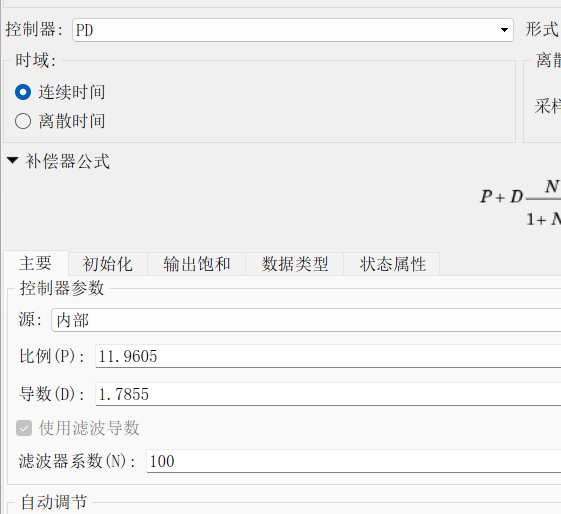 控制器: PD 形式
时域: 离散
连续时间
离散时间 采样
补偿器公式
P + D N
1 + N
主要 初始化 输出饱和 数据类型 状态属性
控制器参数
源: 内部
比例(P): 11.9605
导数(D): 1.7855
使用滤波导数
滤波器系数(N): 100
自动调节